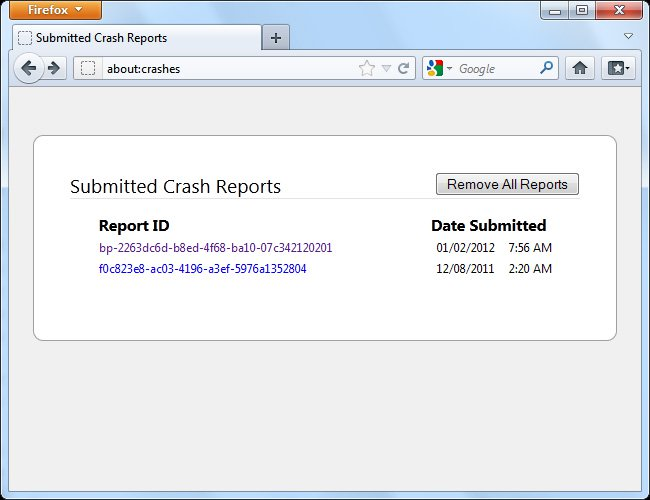 Firefox
Submitted Crash Reports
about:crashes
Google
Submitted Crash Reports
Remove All Reports
Report ID Date Submitted
bp-2263dc6d-b8ed-4f68-ba10-07c342120201 01/02/2012 7:56 AM
f0c823e8-ac03-4196-a3ef-5976a1352804 12/08/2011 2:20 AM